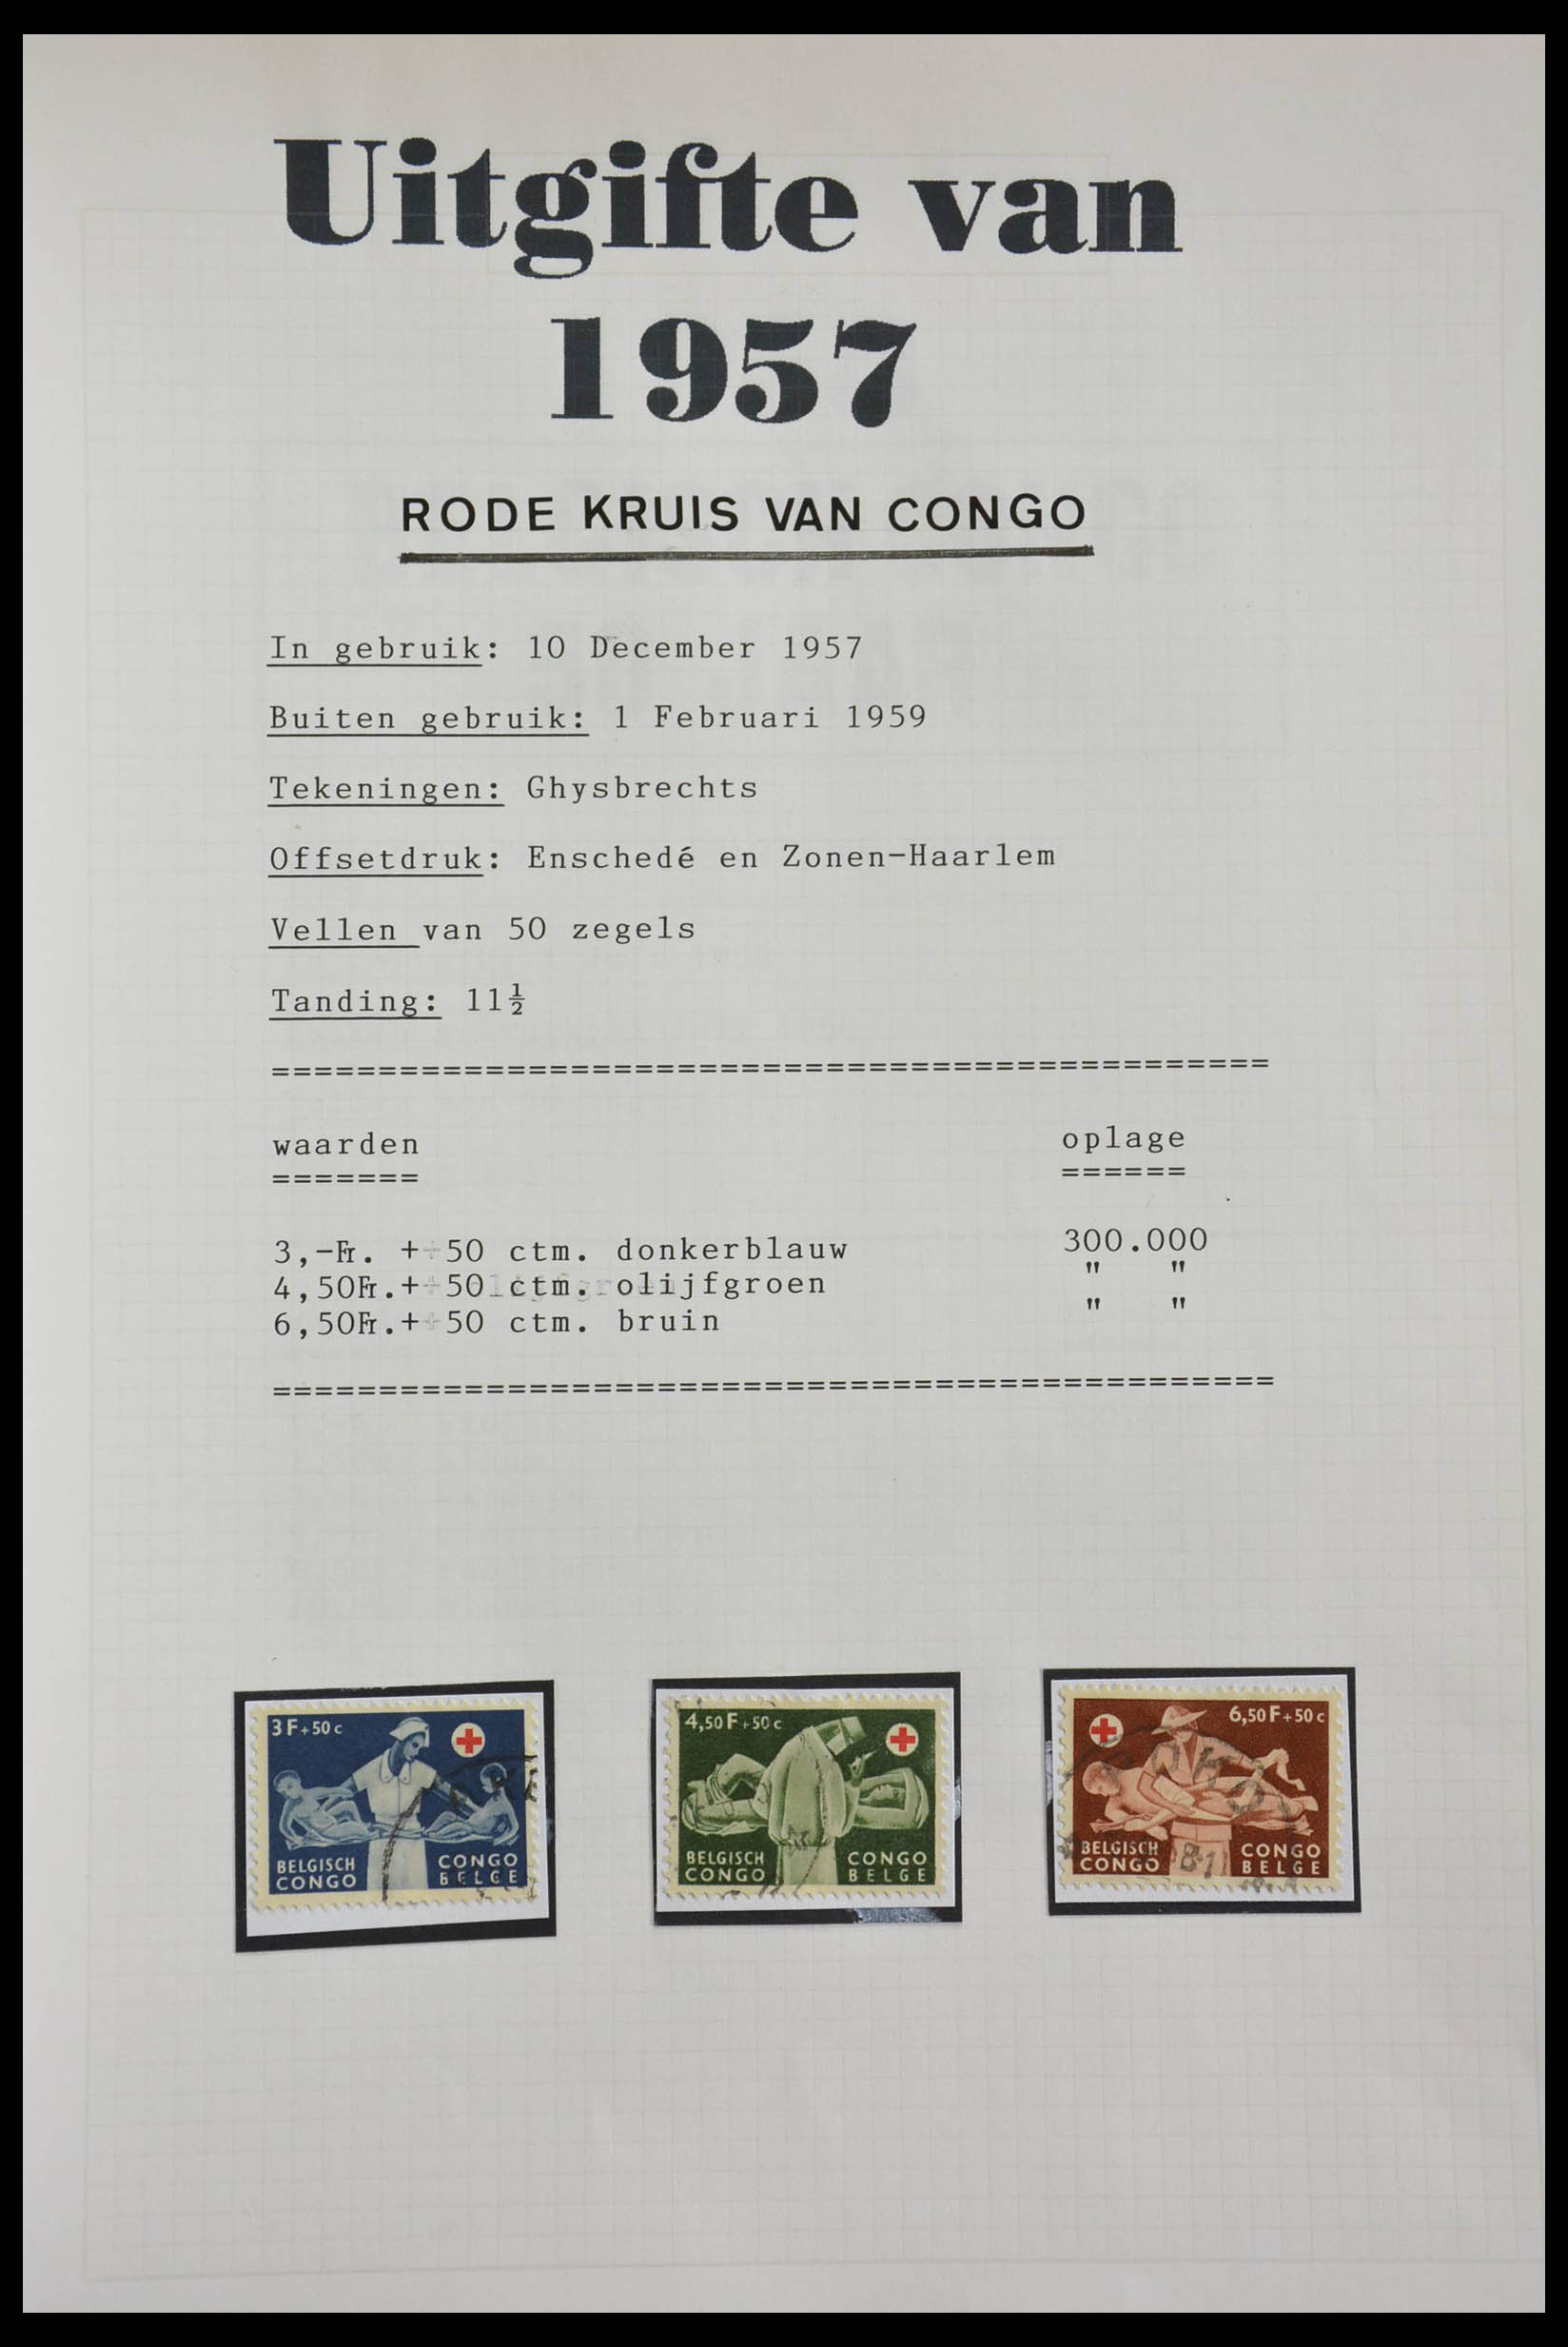 Uitgifte van
1957
RODE KRUIS VAN CONGO
In gebruik: 10 December 1957
Buiten gebruik: 1 Februari 1959
Tekeningen: Ghysbrechts
Offsetdruk: Enschedé en Zonen-Haarlem
Vellen van 50 zegels
Tanding: 11½
===============================================
waarden oplage
======= ======
3,-Fr. + 50 ctm. donkerblauw 300.000
4,50Fr.+ 50 ctm. olijfgroen " "
6,50Fr.+ 50 ctm. bruin " "
===============================================
3F+50c
BELGISCH CONGO
CONGO BELGE
4,50F+50c
BELGISCH CONGO
CONGO BELGE
6,50F+50c
BELGISCH CONGO
CONGO BELGE